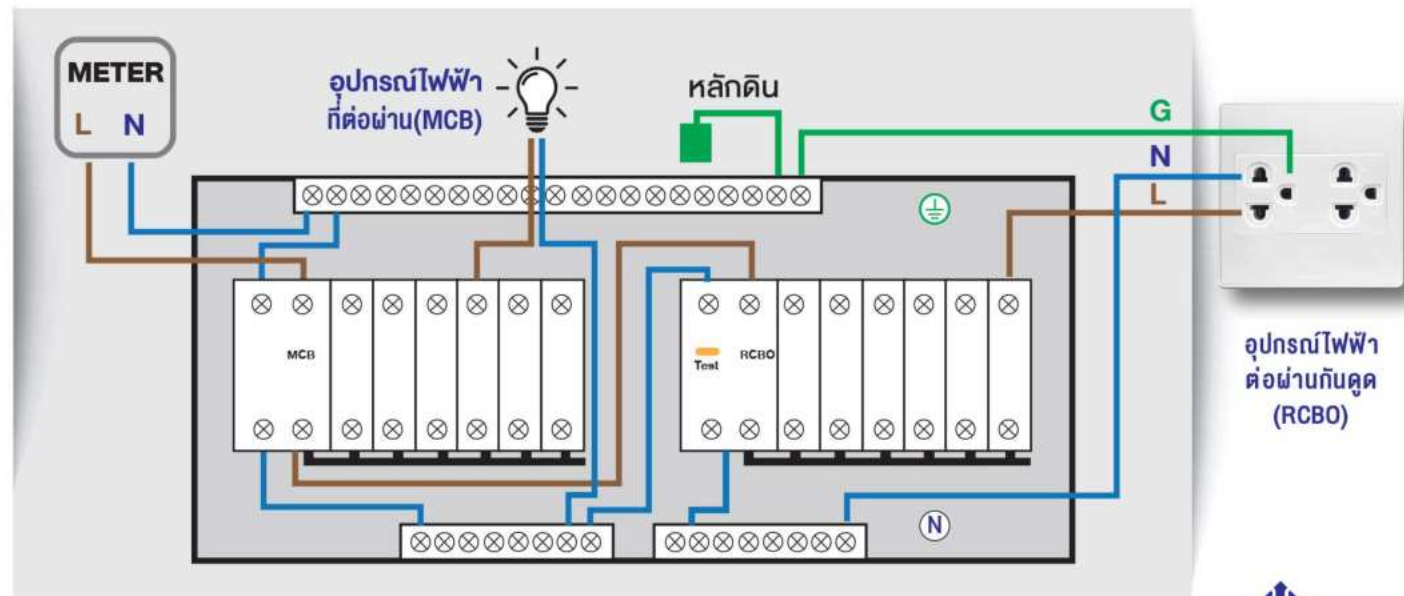 METER
L N
อุปกรณ์ไฟฟ้า
ที่ต่อผ่าน(MCB)
หลักดิน
G
N
L
MCB
Test RCBO
N
อุปกรณ์ไฟฟ้า
ต่อผ่านกันดูด
(RCBO)